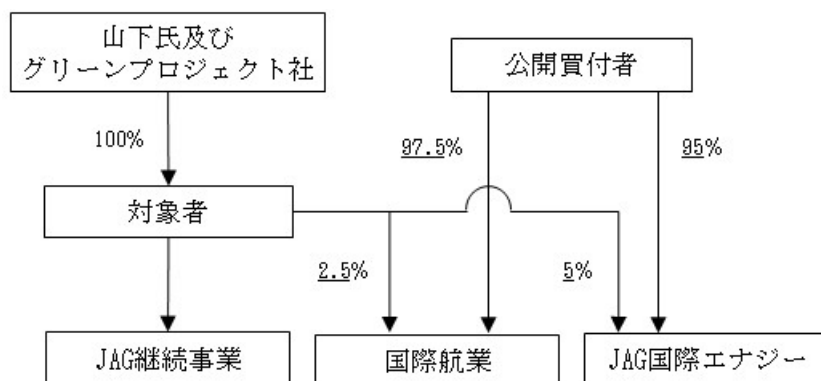 山下氏及び
グリーンプロジェクト社
公開買付者
100%
97.5%
95%
対象者
2.5%
5%
JAG継続事業
国際航業
JAG国際エナジー